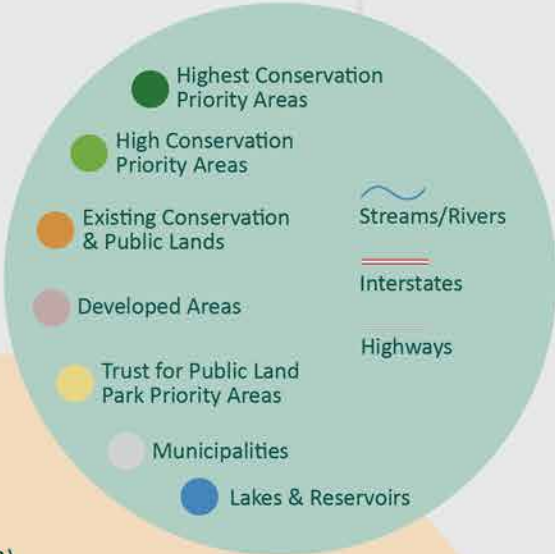 Highest Conservation
Priority Areas
High Conservation
Priority Areas
Existing Conservation
& Public Lands
Developed Areas
Trust for Public Land
Park Priority Areas
Municipalities
Lakes & Reservoirs
Streams/Rivers
Interstates
Highways